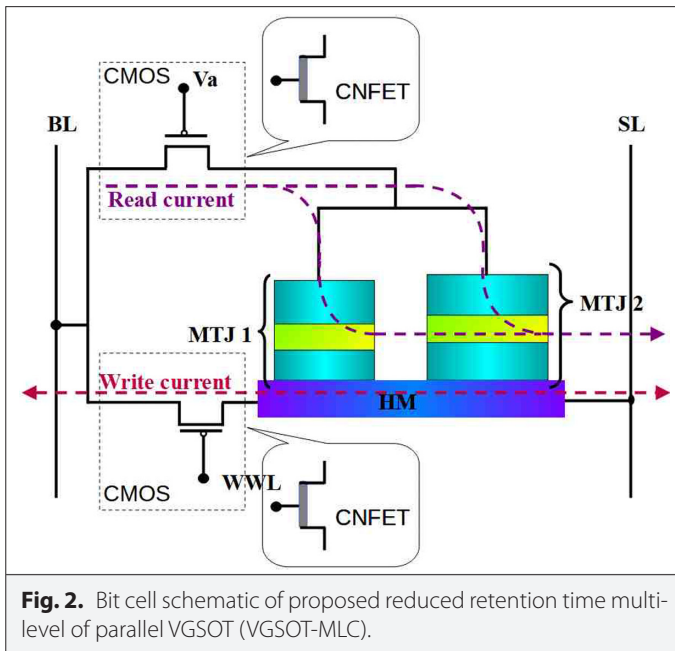 CMOS
Va
CNFET
BL
SL
Read current
MTJ 1
MTJ 2
Write current
HM
WWL
CMOS
CNFET
Fig. 2. Bit cell schematic of proposed reduced retention time multi-
level of parallel VGSOT (VGSOT-MLC).